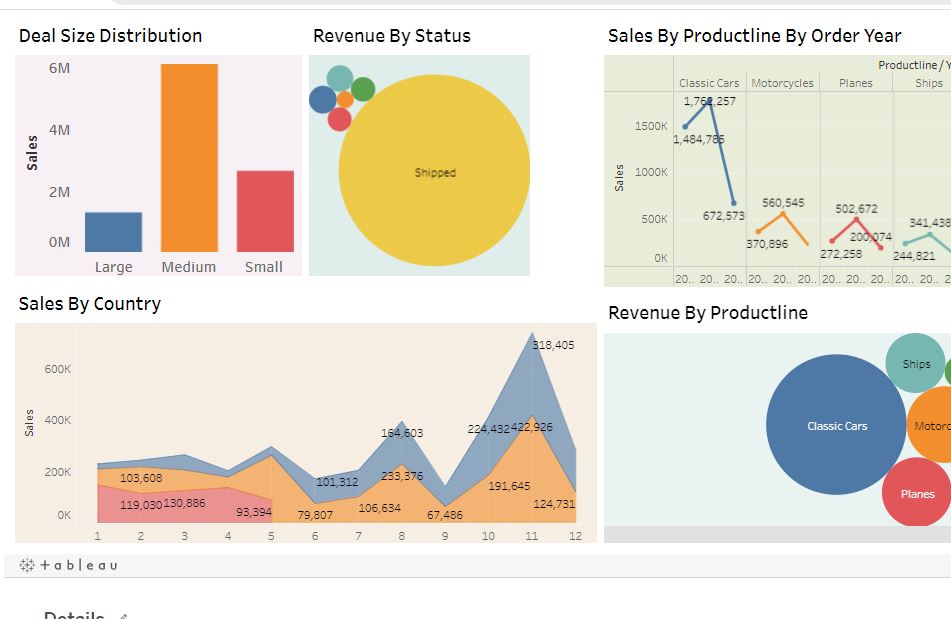 Deal Size Distribution
6M
4M
2M
0M
Sales
Large Medium Small
Revenue By Status
Shipped
Sales By Productline By Order Year
Productline / Y
Classic Cars Motorcycles Planes Ships
1500K
1000K
500K
0K
Sales
1,762,257
1,484,785
672,573
560,545
370,896
502,672
200,074
272,258
341,438
244,821
20.. 20.. 20.. 20.. 20.. 20.. 20.. 20.. 20.. 20.. 20..
Sales By Country
600K
400K
200K
0K
Sales
318,405
164,603
224,432 422,926
103,608
101,312
233,376
191,645
119,030 130,886
93,394
79,807
106,634
67,486
124,731
1 2 3 4 5 6 7 8 9 10 11 12
Revenue By Productline
Ships
Classic Cars
Motorc
Planes
+ableau
Details